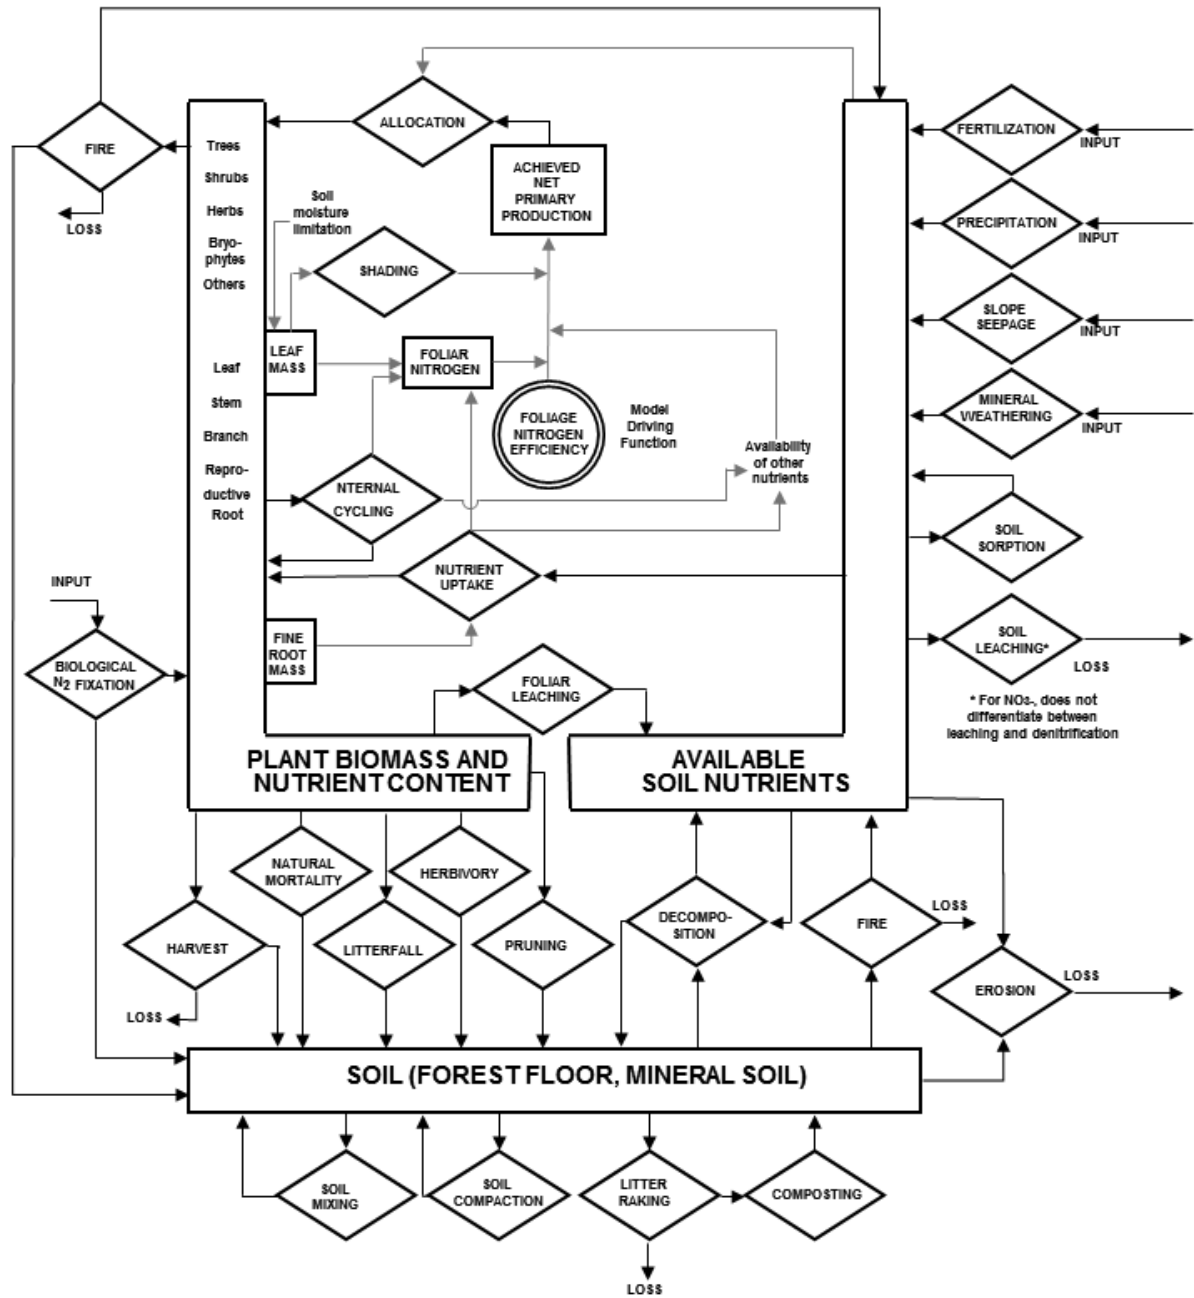 FIRE
LOSS
Trees
Shrubs
Herbs
Bryo-
phytes
Others
Leaf
Stem
Branch
Repro-
ductive
Root
Soil
moisture
limitation
ALLOCATION
ACHIEVED
NET
PRIMARY
PRODUCTION
SHADING
LEAF
MASS
FOLIAR
NITROGEN
FOLIAGE
NITROGEN
EFFICIENCY
Model
Driving
Function
Availability
of other
nutrients
NTERNAL
CYCLING
NUTRIENT
UPTAKE
FINE
ROOT
MASS
FOLIAR
LEACHING
INPUT
BIOLOGICAL
N2 FIXATION
FERTILIZATION
INPUT
PRECIPITATION
INPUT
SLOPE
SEEPAGE
INPUT
MINERAL
WEATHERING
INPUT
SOIL
SORPTION
SOIL
LEACHING*
LOSS
* For NO3-, does not
differentiate between
leaching and denitrification
PLANT BIOMASS AND
NUTRIENT CONTENT
AVAILABLE
SOIL NUTRIENTS
NATURAL
MORTALITY
HERBIVORY
HARVEST
LITTERFALL
PRUNING
LOSS
DECOMPO-
SITION
FIRE
LOSS
EROSION
LOSS
SOIL (FOREST FLOOR, MINERAL SOIL)
SOIL
MIXING
SOIL
COMPACTION
LITTER
RAKING
COMPOSTING
LOSS